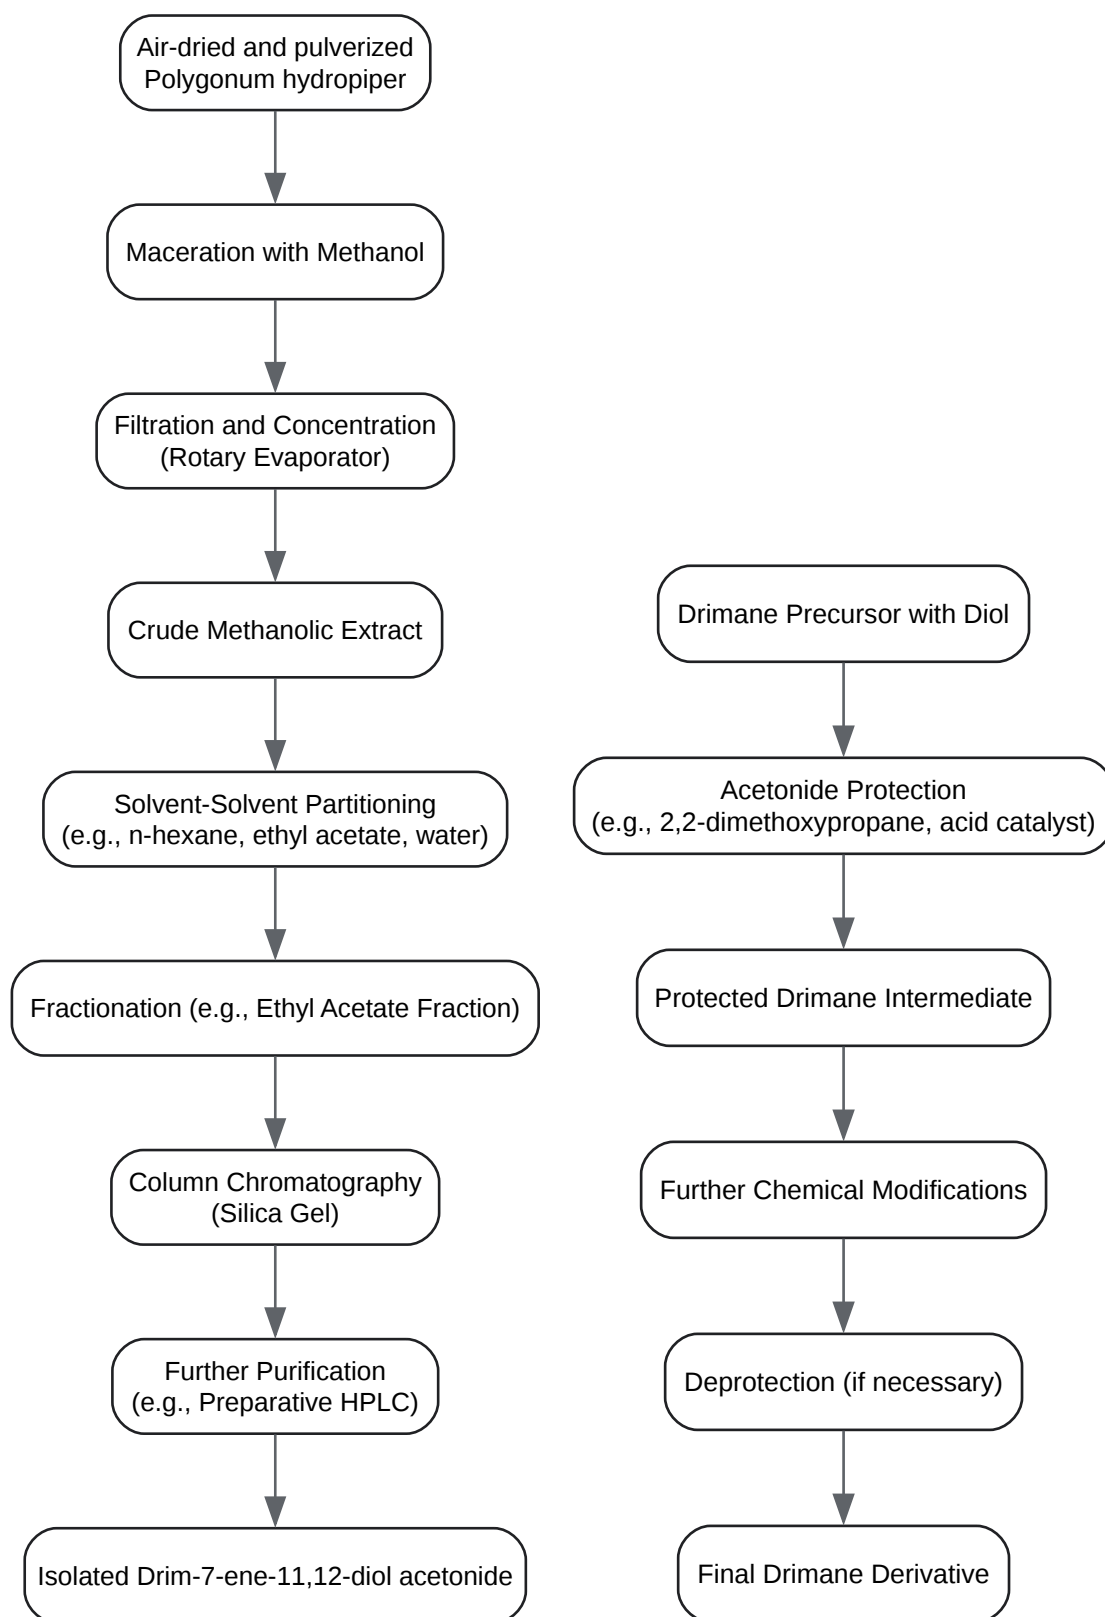 Air-dried and pulverized
Polygonum hydropiper
Maceration with Methanol
Filtration and Concentration
(Rotary Evaporator)
Crude Methanolic Extract
Solvent-Solvent Partitioning
(e.g., n-hexane, ethyl acetate, water)
Fractionation (e.g., Ethyl Acetate Fraction)
Column Chromatography
(Silica Gel)
Further Purification
(e.g., Preparative HPLC)
Isolated Drim-7-ene-11,12-diol acetonide
Drimane Precursor with Diol
Acetonide Protection
(e.g., 2,2-dimethoxypropane, acid catalyst)
Protected Drimane Intermediate
Further Chemical Modifications
Deprotection (if necessary)
Final Drimane Derivative